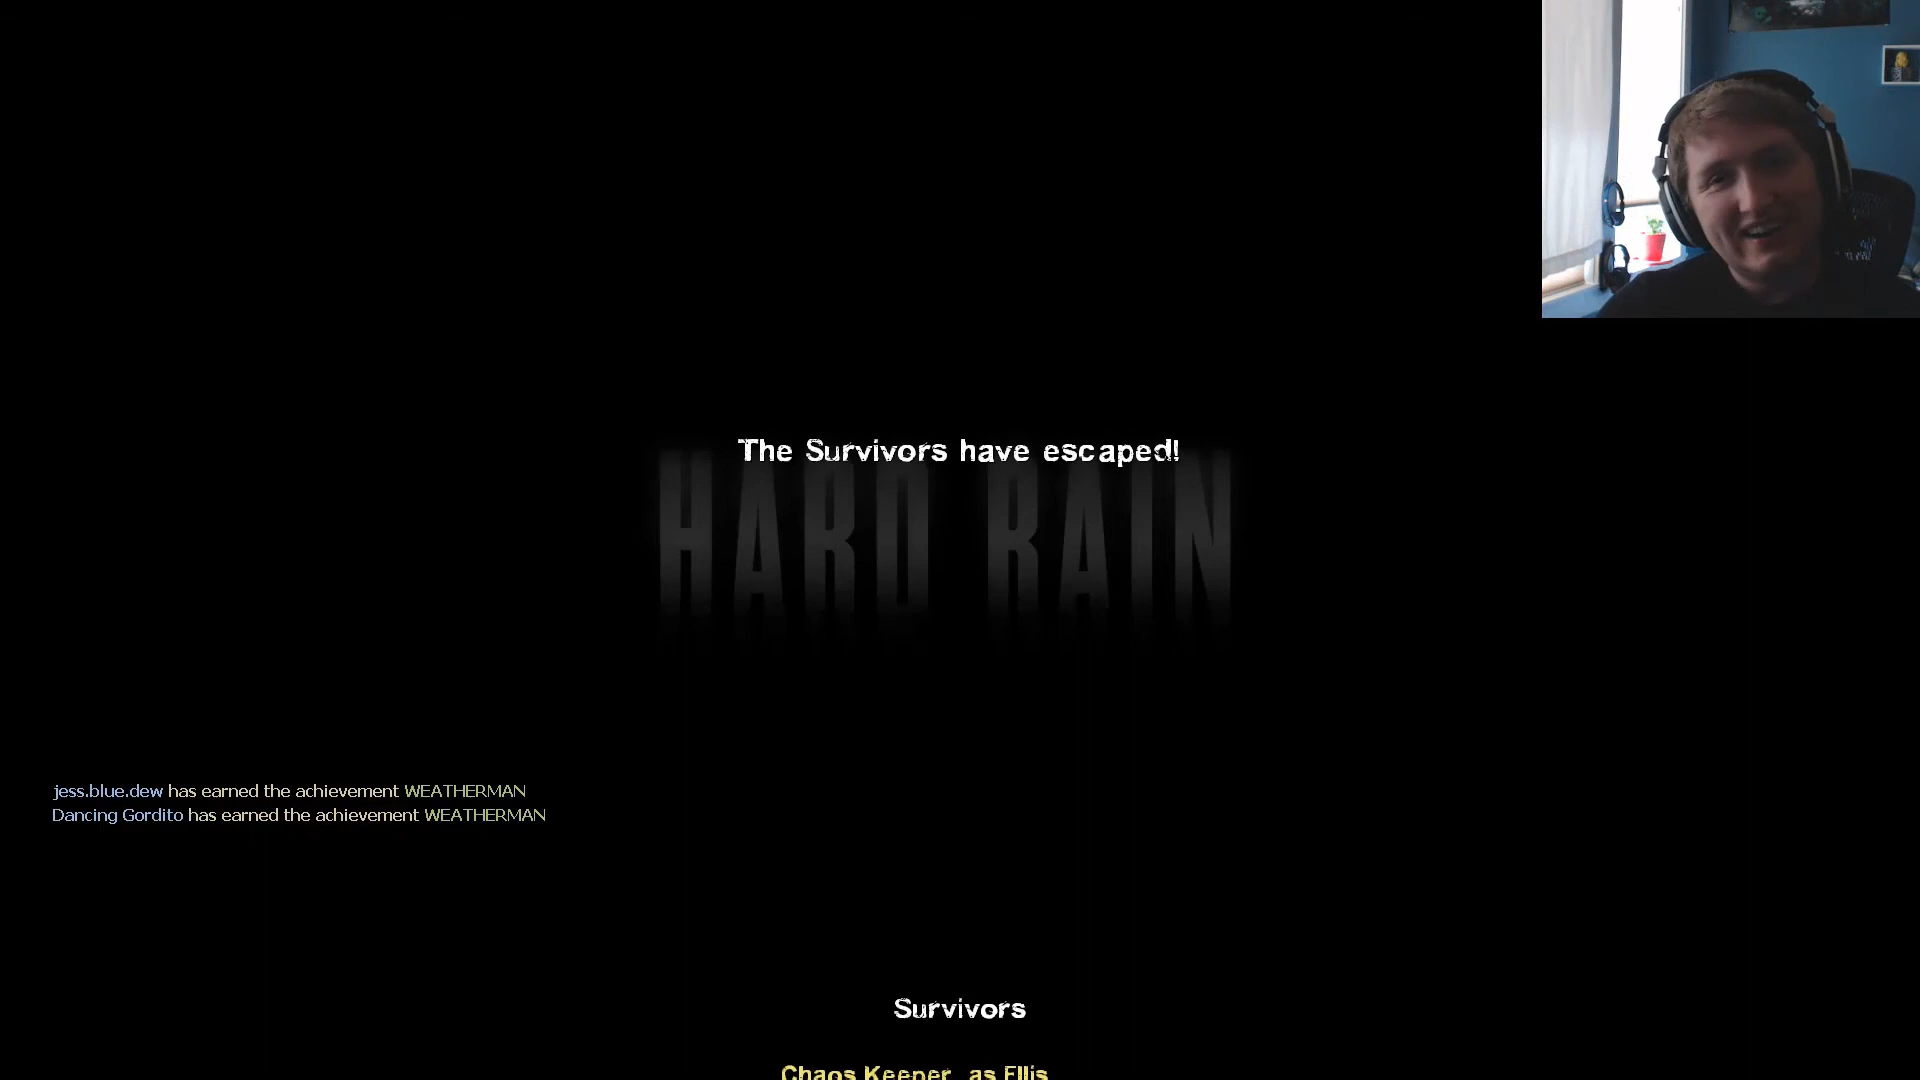 The Survivors have escaped!
HARD RAIN
jess.blue.dew has earned the achievement WEATHERMAN
Dancing Gordito has earned the achievement WEATHERMAN
Survivors
Chaos Keeper as Ellis